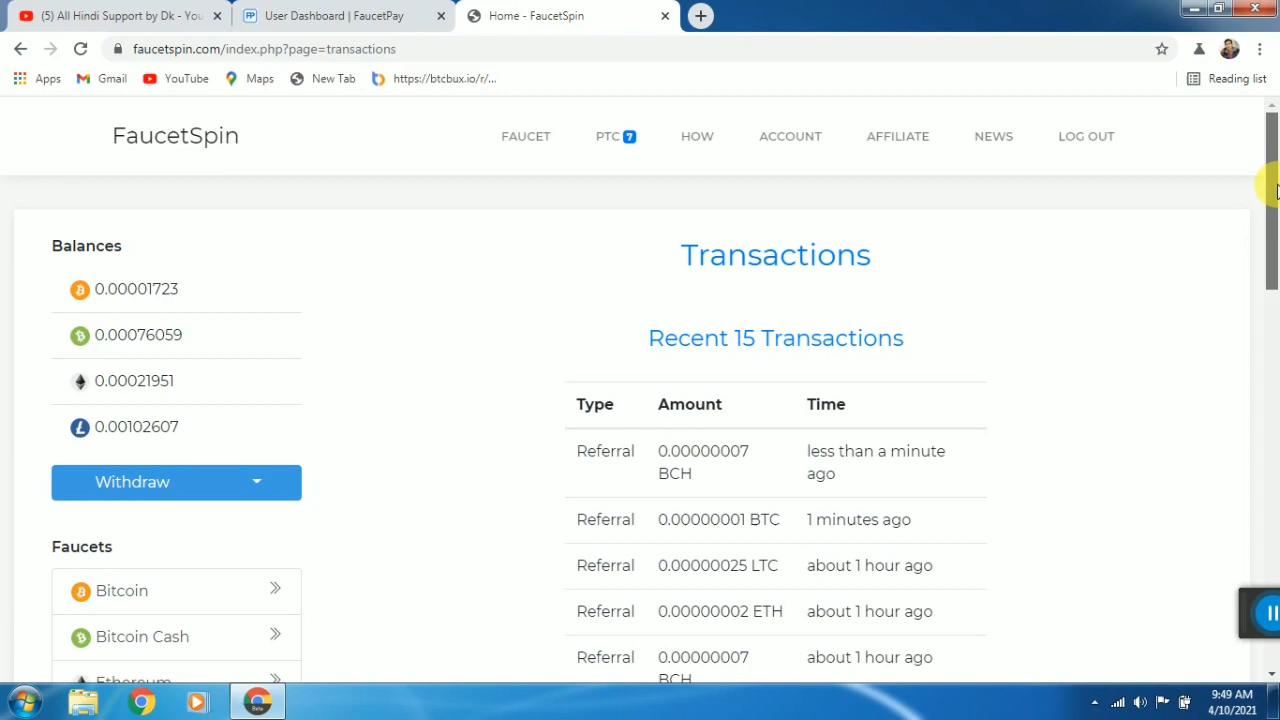 (5) All Hindi Support by Dk - You
User Dashboard | FaucetPay
Home - FaucetSpin
faucetspin.com/index.php?page=transactions
Apps
Gmail
YouTube
Maps
New Tab
https://btcbux.io/r/...
Reading list
FaucetSpin
FAUCET
PTC 7
HOW
ACCOUNT
AFFILIATE
NEWS
LOG OUT
Balances
0.00001723
0.00076059
0.00021951
0.00102607
Withdraw
Faucets
Bitcoin
Bitcoin Cash
Ethereum
Transactions
Recent 15 Transactions
Type Amount Time
Referral 0.00000007 BCH less than a minute ago
Referral 0.00000001 BTC 1 minutes ago
Referral 0.00000025 LTC about 1 hour ago
Referral 0.00000002 ETH about 1 hour ago
Referral 0.00000007 BCH about 1 hour ago
Beta
9:49 AM
4/10/2021